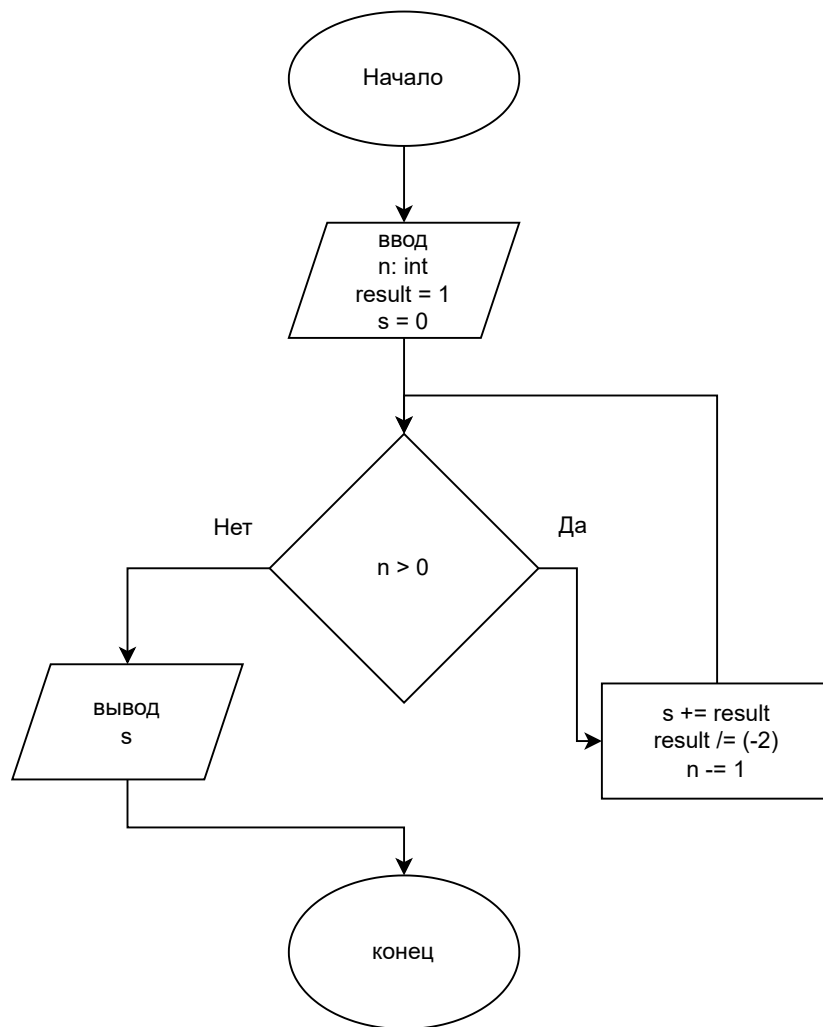 Начало
ввод
n: int
result = 1
s = 0
Нет
Да
n > 0
вывод
s
s += result
result /= (-2)
n -= 1
конец